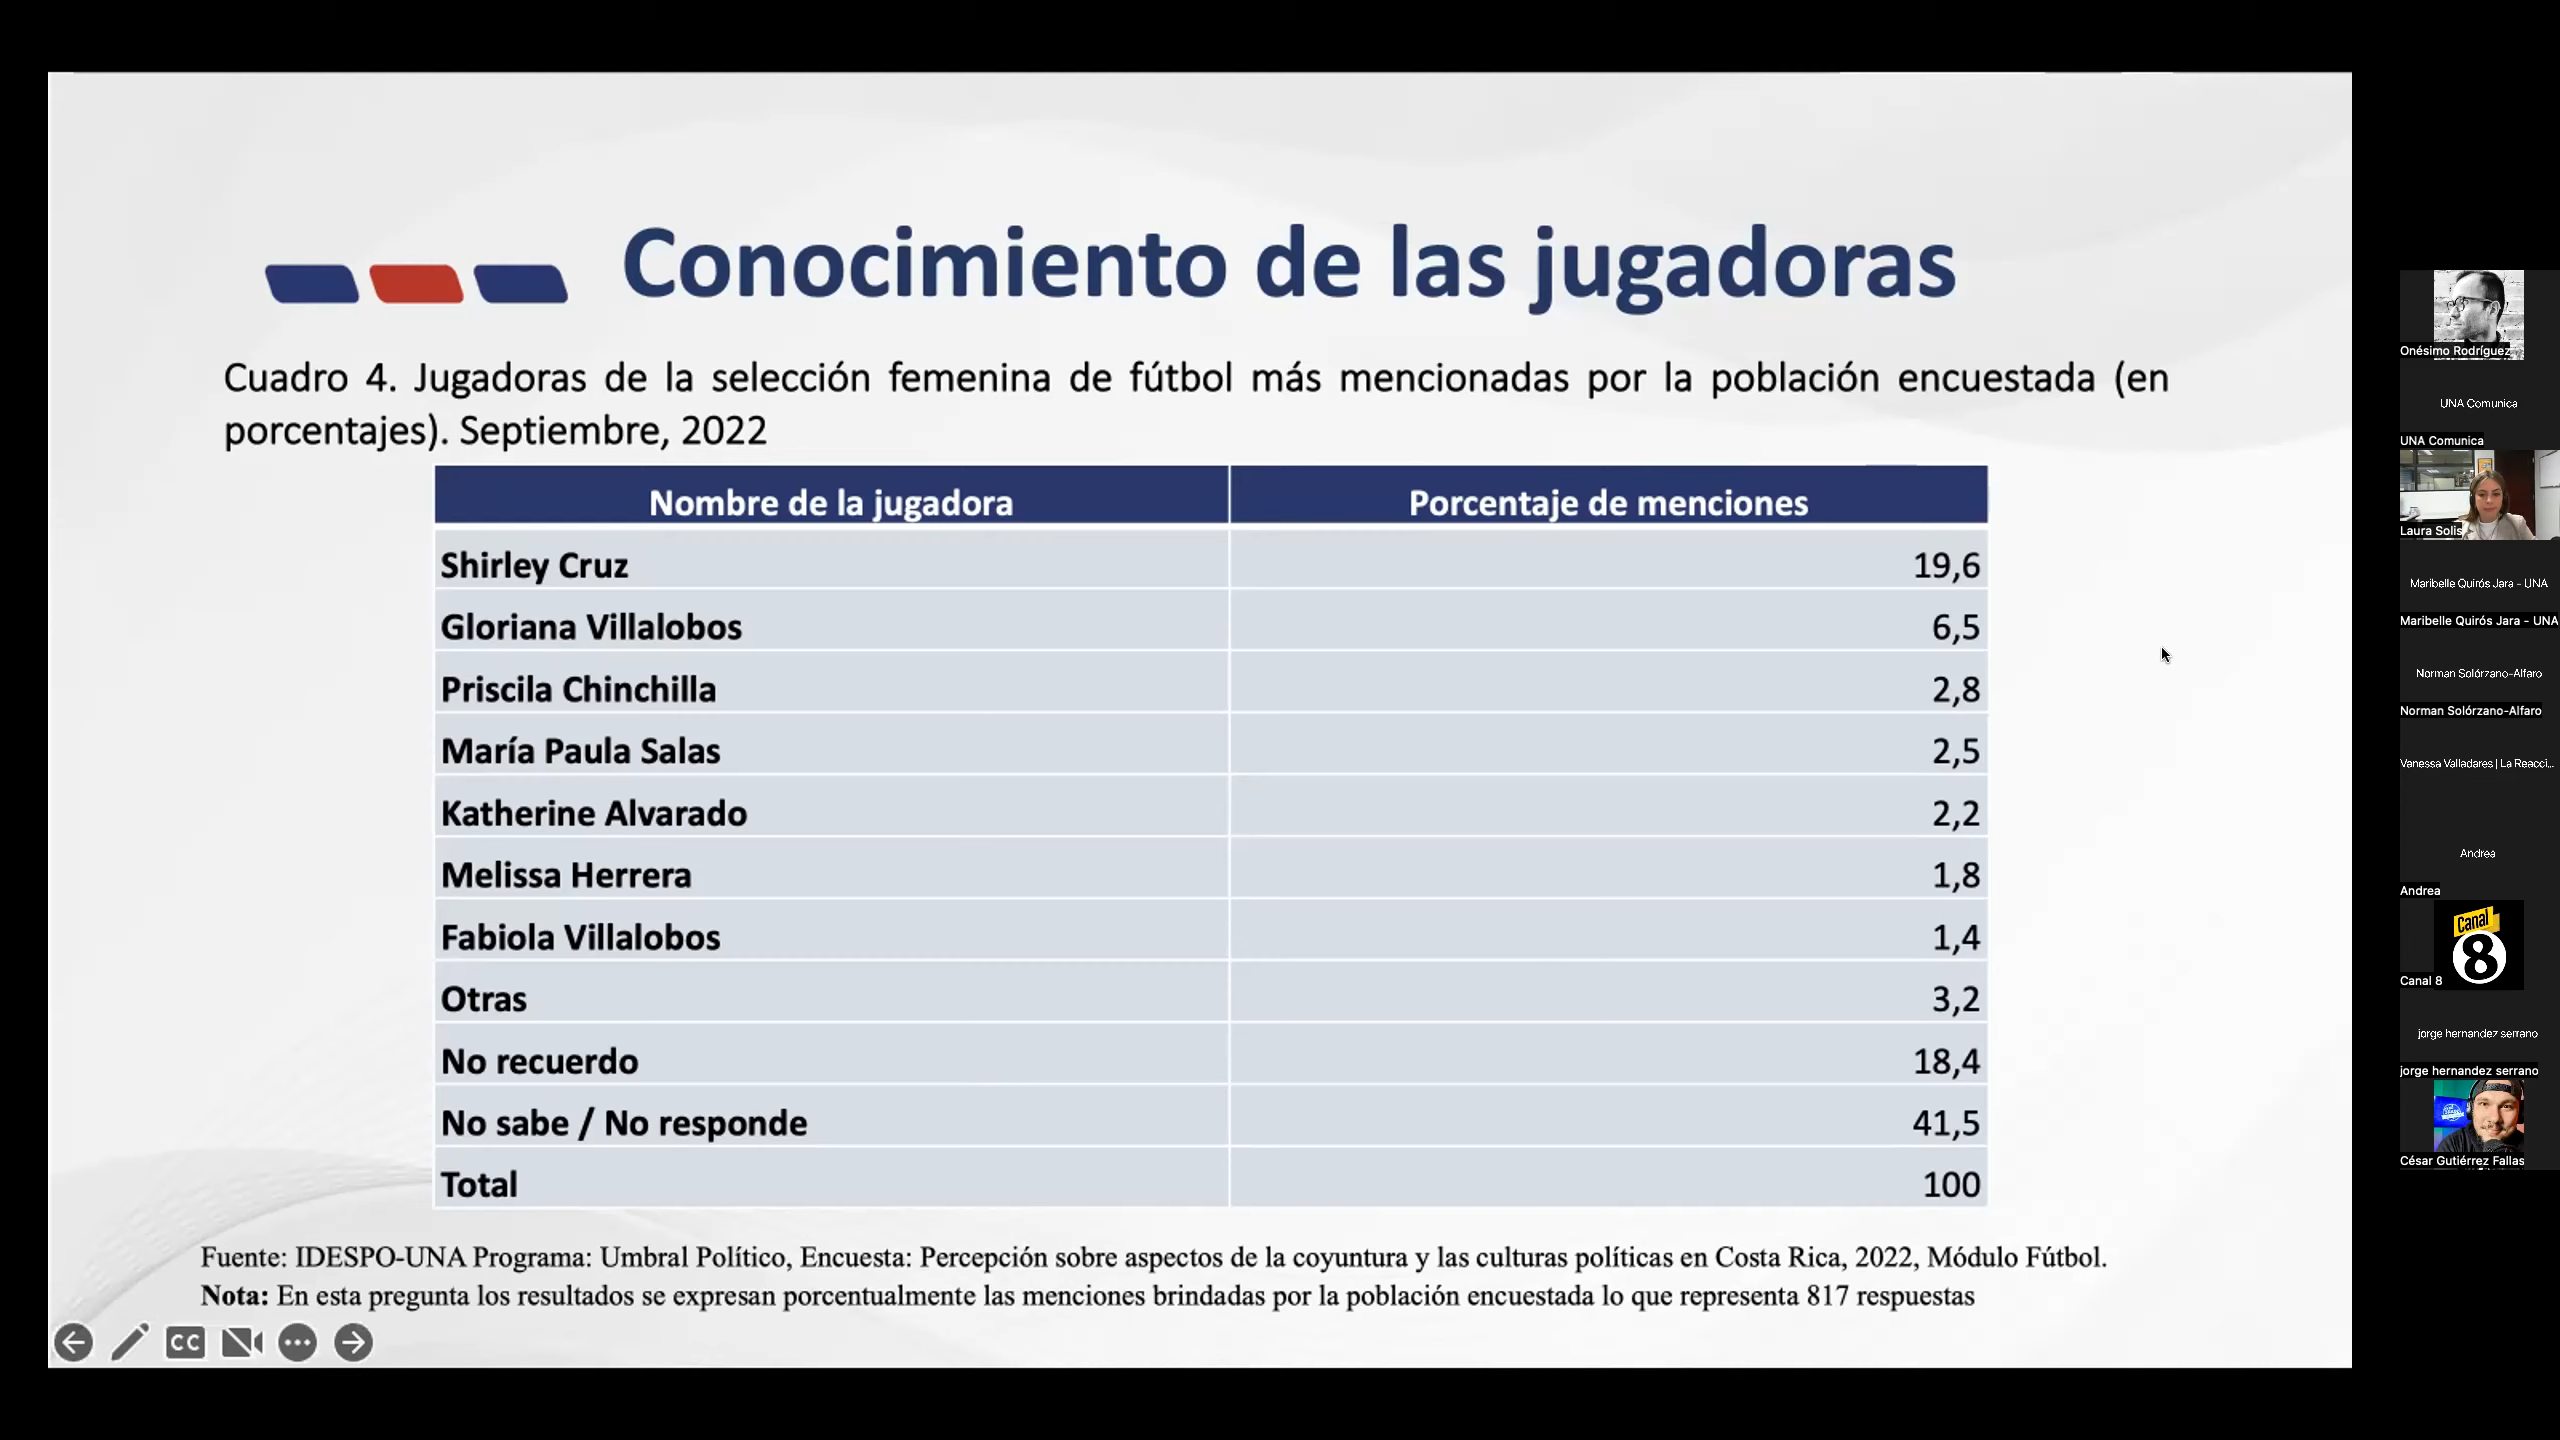 Conocimiento de las jugadoras
Cuadro 4. Jugadoras de la selección femenina de fútbol más mencionadas por la población encuestada (en
porcentajes). Septiembre, 2022
Nombre de la jugadora Porcentaje de menciones
Shirley Cruz 19,6
Gloriana Villalobos 6,5
Priscila Chinchilla 2,8
María Paula Salas 2,5
Katherine Alvarado 2,2
Melissa Herrera 1,8
Fabiola Villalobos 1,4
Otras 3,2
No recuerdo 18,4
No sabe / No responde 41,5
Total 100
Fuente: IDESPO-UNA Programa: Umbral Político, Encuesta: Percepción sobre aspectos de la coyuntura y las culturas políticas en Costa Rica, 2022, Módulo Fútbol.
Nota: En esta pregunta los resultados se expresan porcentualmente las menciones brindadas por la población encuestada lo que representa 817 respuestas
CC
Onésimo Rodríguez
UNA Comunica
UNA Comunica
Laura Solis
Maribelle Quirós Jara - UNA
Maribelle Quirós Jara - UNA
Norman Solórzano-Alfaro
Norman Solórzano-Alfaro
Vanessa Valladares | La Reacci...
Andrea
Andrea
Canal
8
Canal 8
jorge hernandez serrano
jorge hernandez serrano
César Gutiérrez Fallas